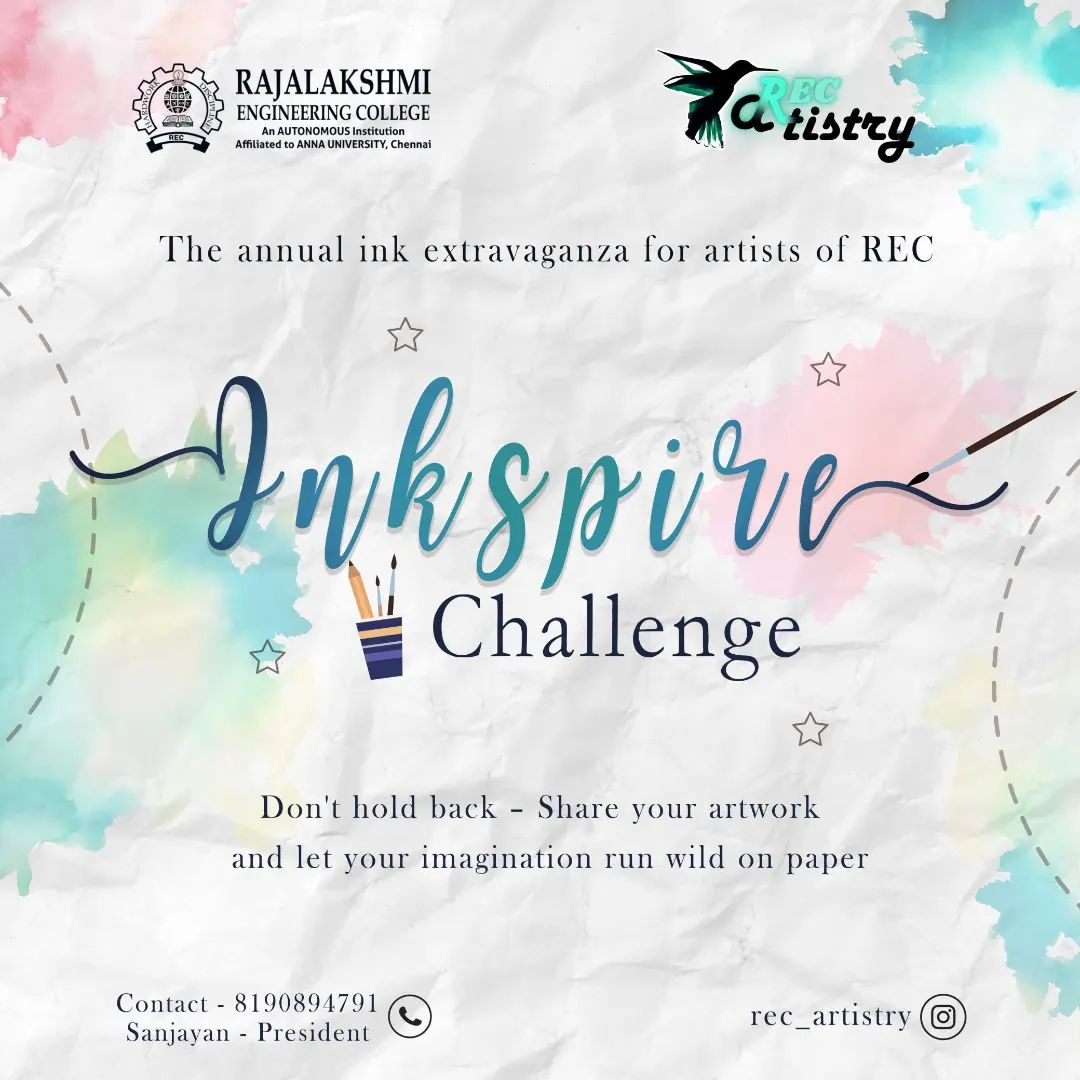 HARDWORK DISCIPLINE
REC
RAJALAKSHMI
ENGINEERING COLLEGE
An AUTONOMOUS Institution
Affiliated to ANNA UNIVERSITY, Chennai
REC
artistry
The annual ink extravaganza for artists of REC
Inkspire
Challenge
Don't hold back – Share your artwork
and let your imagination run wild on paper
Contact - 8190894791
Sanjayan - President
rec_artistry